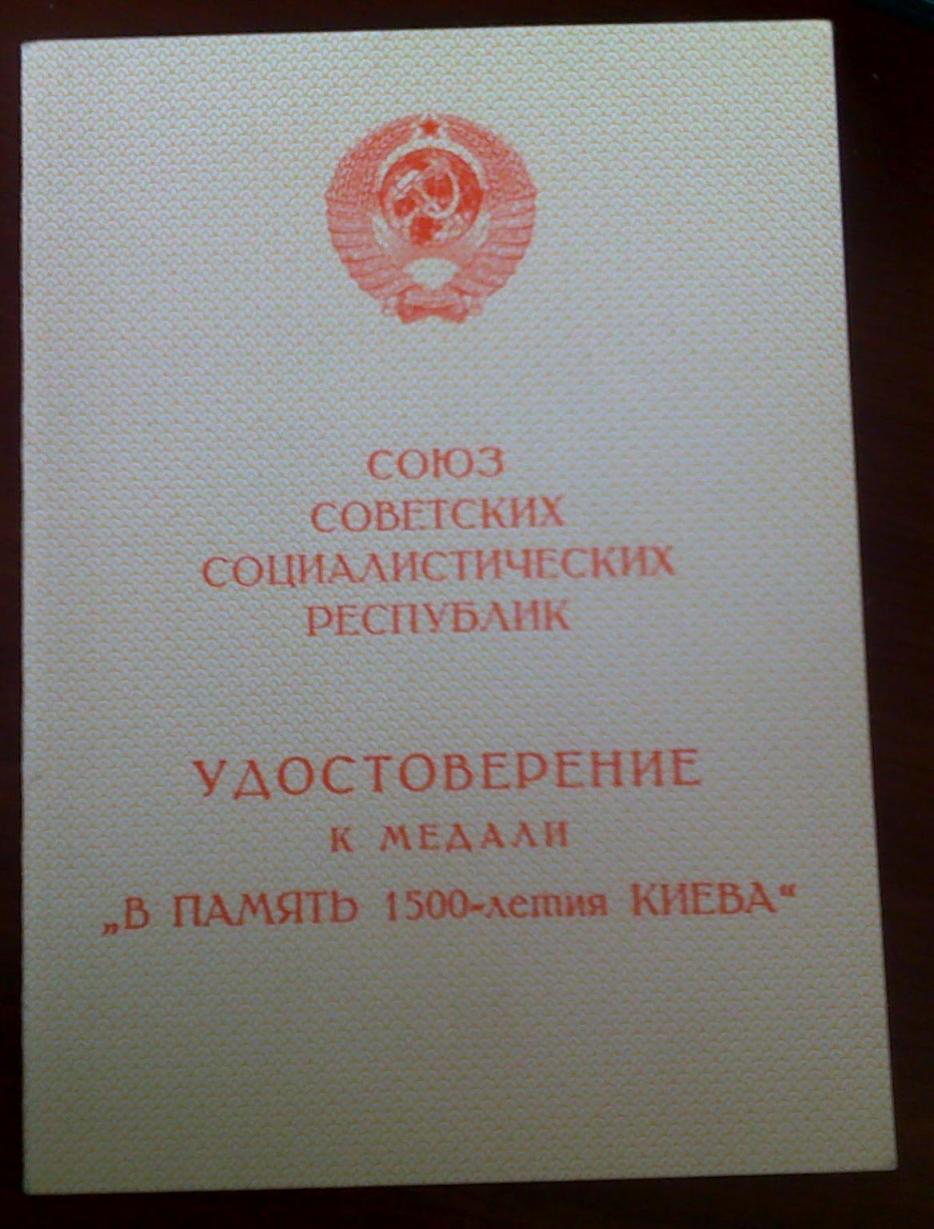 СОЮЗ
СОВЕТСКИХ
СОЦИАЛИСТИЧЕСКИХ
РЕСПУБЛИК
УДОСТОВЕРЕНИЕ
К МЕДАЛИ
„В ПАМЯТЬ 1500-летия КИЕВА“